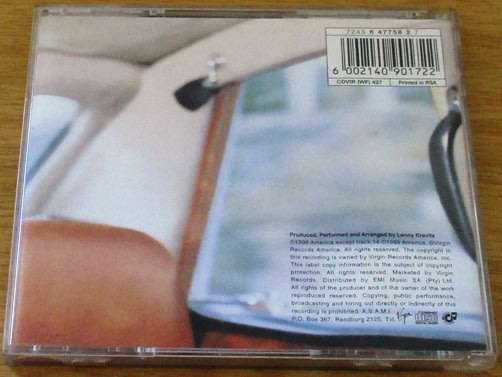 7245 8 47758 2 7
6 002140 901722
CDVIR (WF) 427 Printed in RSA
Produced, Performed and Arranged by Lenny Kravitz
America except track 14 America. Virgin
Records America. All rights reserved. The copyright in
this recording is owned by Virgin Records America, Inc.
This label copy information is the subject of copyright
protection. All rights reserved. Marketed by Virgin
Records. Distributed by EMI Music SA (Pty) Ltd.
All rights of the producer and of the owner of the work
reproduced reserved. Copying, public performance,
broadcasting and hiring out directly or indirectly of this
recording is prohibited. A.S.A.M.I.
P.O. Box 367, Randburg 2125, Virgin